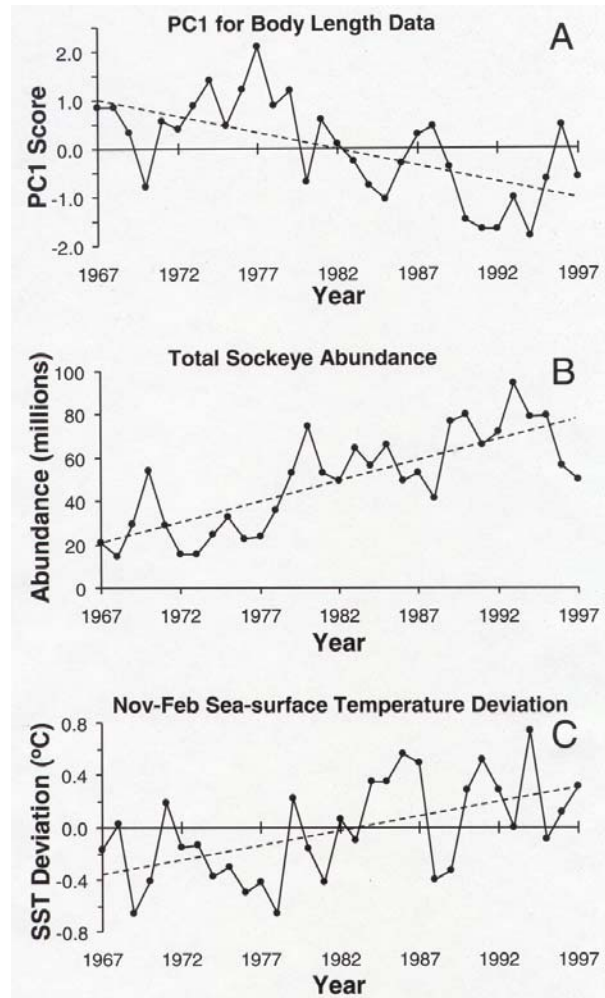 PC1 for Body Length Data
A
PC1 Score
2.0
1.0
0.0
-1.0
-2.0
1967 1972 1977 1982 1987 1992 1997
Year
Total Sockeye Abundance
B
Abundance (millions)
100
80
60
40
20
0
1967 1972 1977 1982 1987 1992 1997
Year
Nov-Feb Sea-surface Temperature Deviation
C
SST Deviation (ºC)
0.8
0.4
0.0
-0.4
-0.8
1967 1972 1977 1982 1987 1992 1997
Year